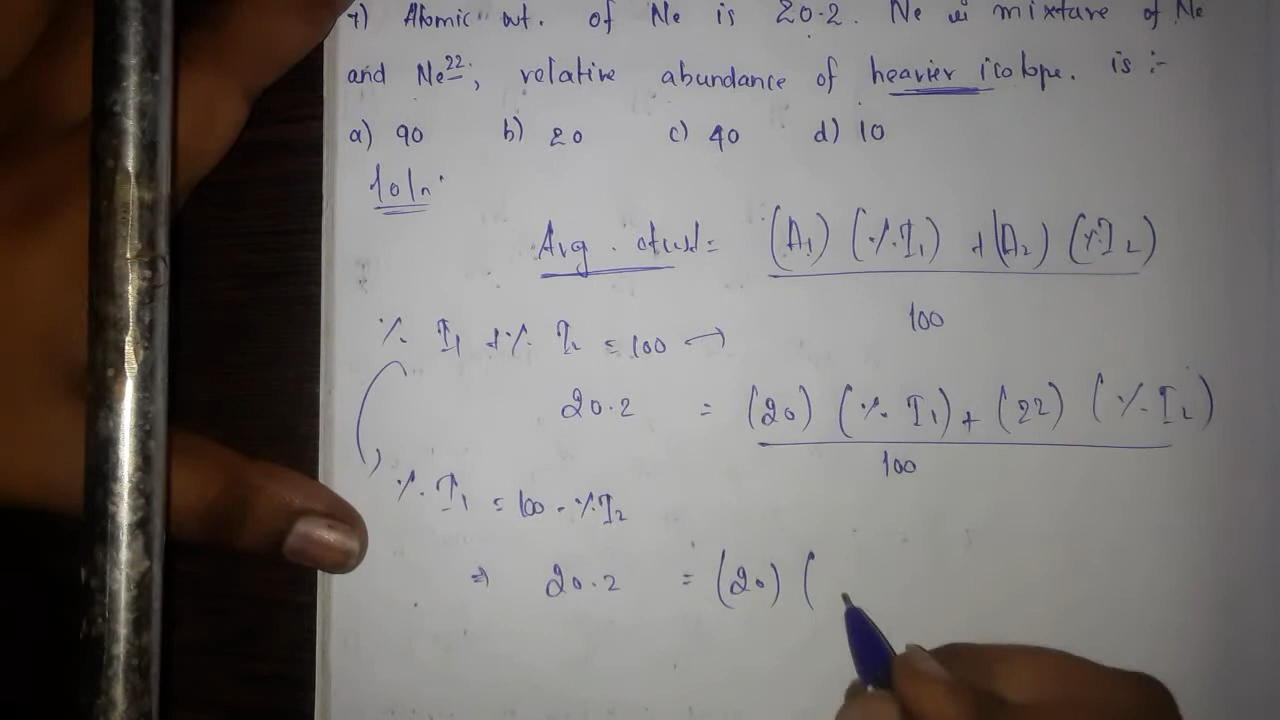 7) Atomic wt. of Ne is 20.2. Ne is mixture of Ne
and Ne22; relative abundance of heavier isotope. is :-
a) 90 b) 20 c) 40 d) 10
Soln.
Avg. = (A1) (% I1) + (A2) (% I2)
100
% I1 + % I2 = 100 →
20.2 = (20) (% I1) + (22) (% I2)
100
% I1 = 100 - % I2
⇒ 20.2 = (20) (